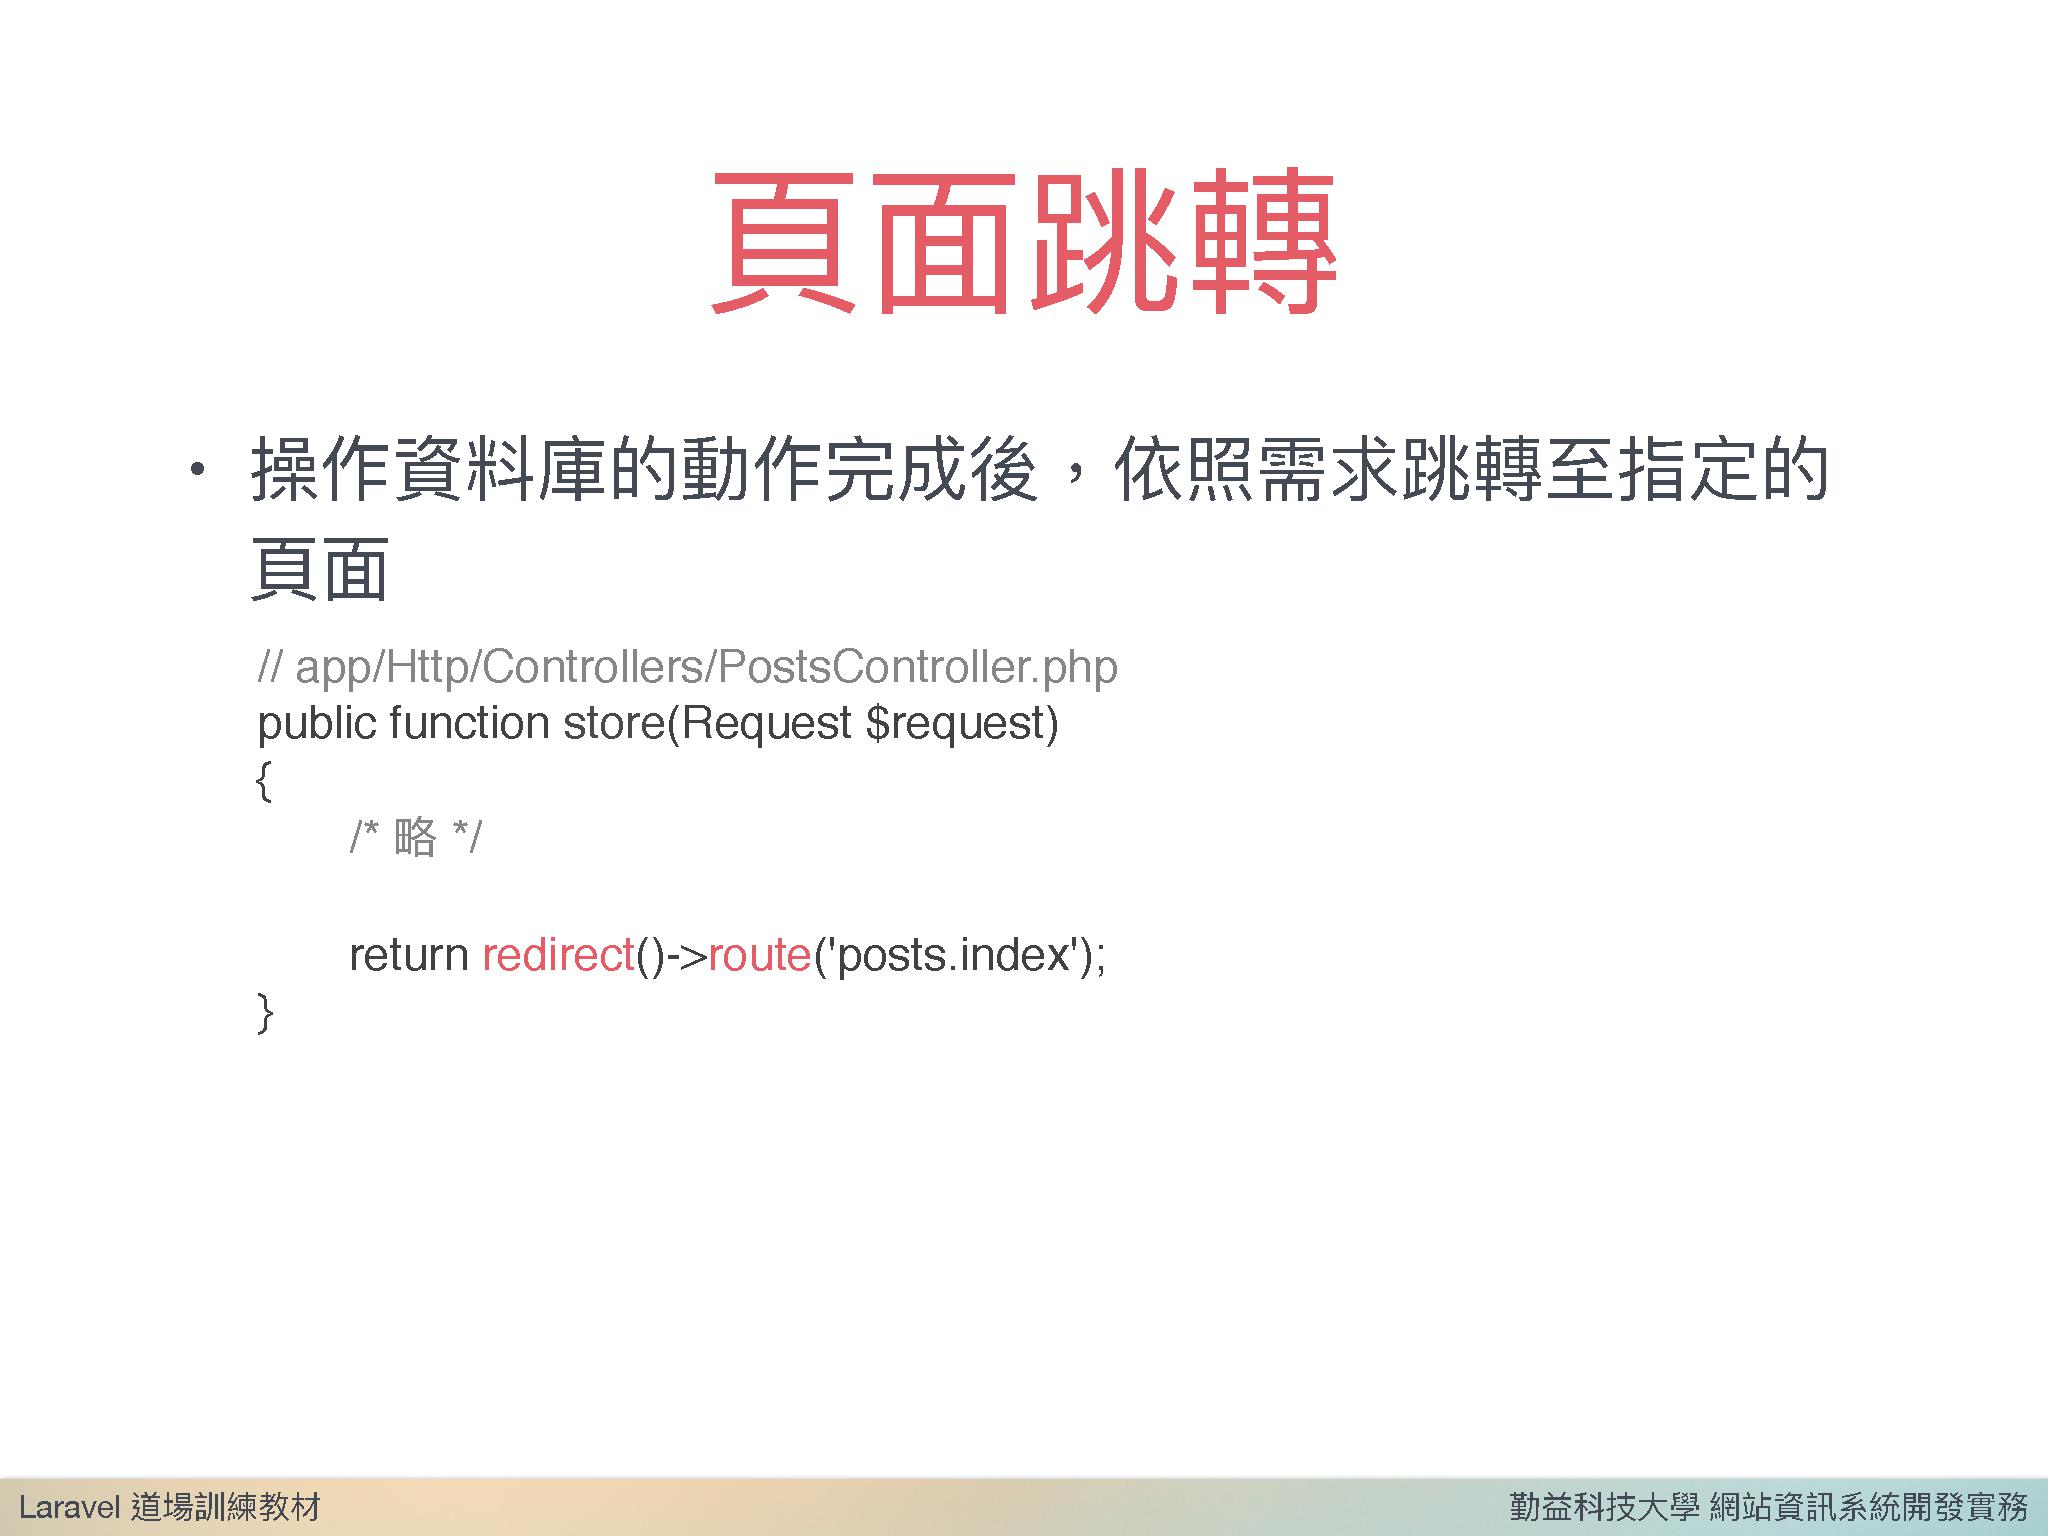 頁面跳轉
• 操作資料庫的動作完成後，依照需求跳轉至指定的
頁面
// app/Http/Controllers/PostsController.php
public function store(Request $request)
{
/* 略 */
return redirect()->route('posts.index');
}
Laravel 道場訓練教材
勤益科技大學 網站資訊系統開發實務